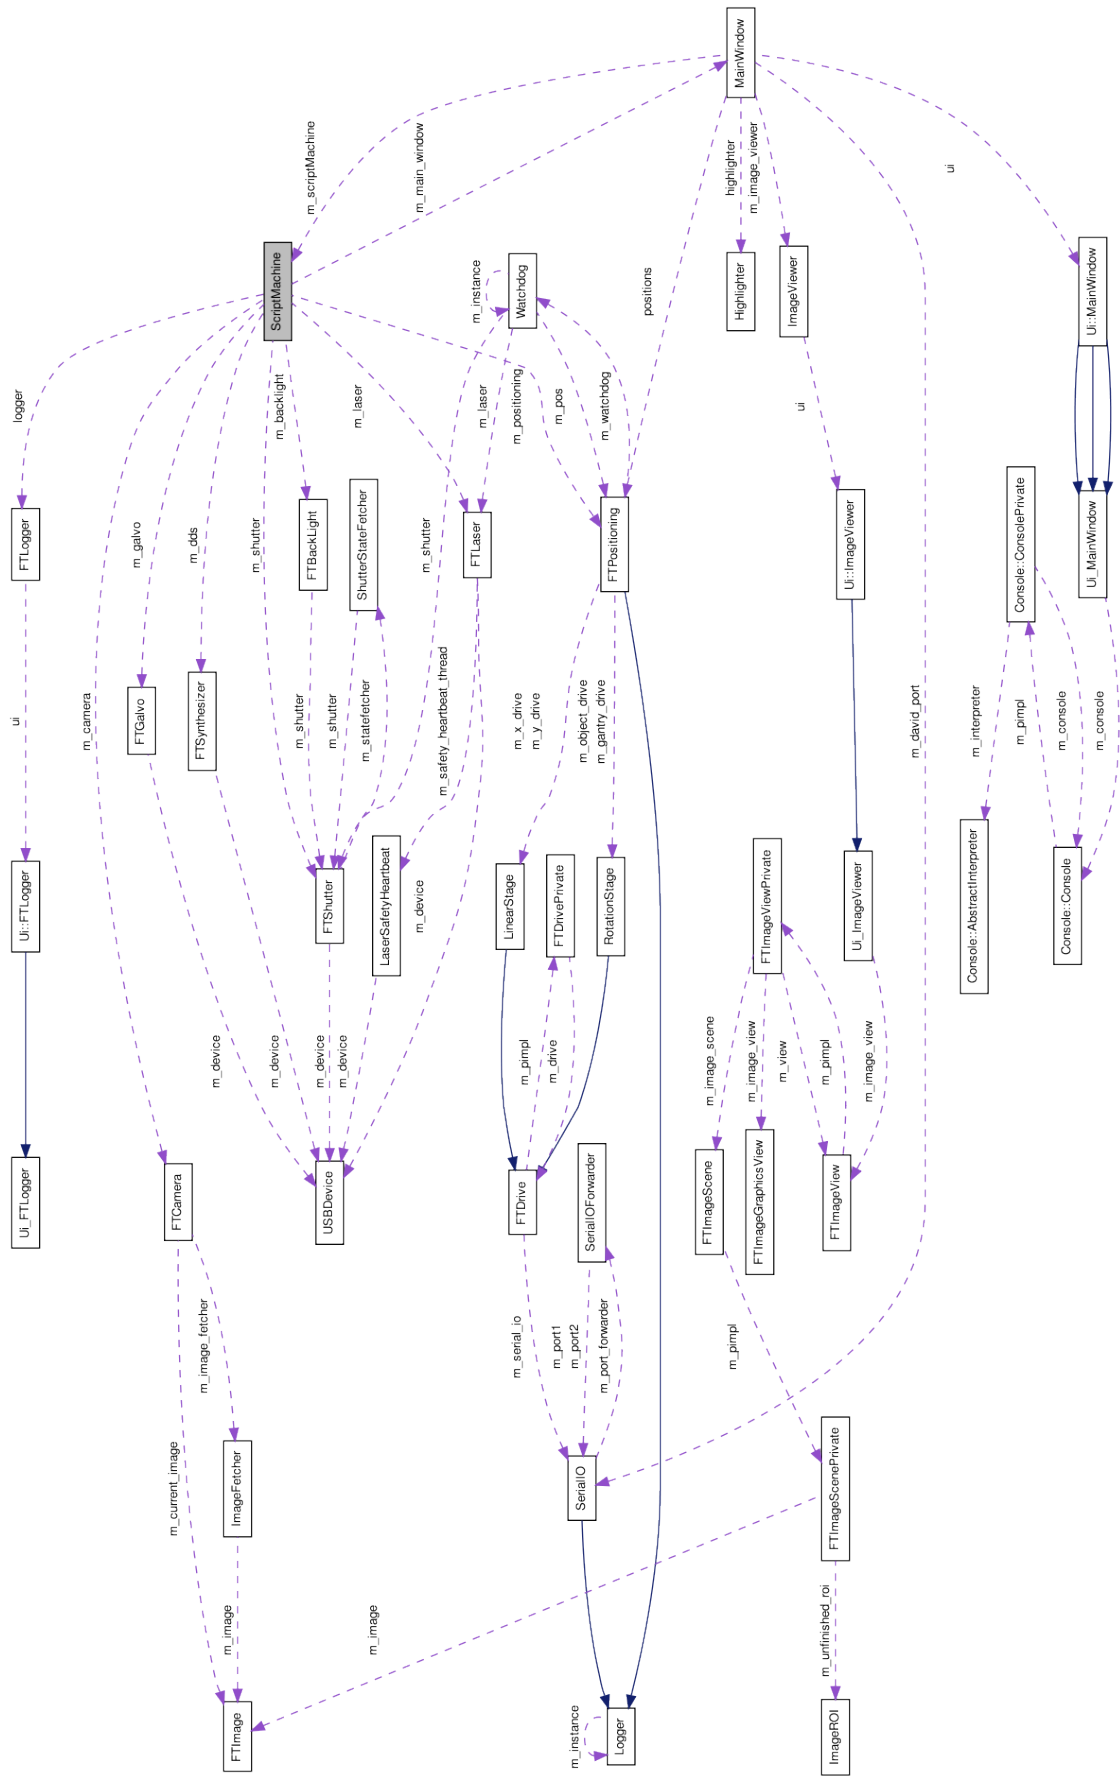 MainWindow
m_scriptMachine
m_main_window
highlighter
m_image_viewer
ui
ScriptMachine
m_instance
Watchdog
positions
Highlighter
ImageViewer
Ui::MainWindow
logger
m_backlight
m_laser
m_laser
m_positioning
m_pos
m_watchdog
ui
m_galvo
m_dds
m_shutter
m_shutter
FTLogger
FTBackLight
ShutterStateFetcher
FTLaser
FTPositioning
Ui::ImageViewer
Console::ConsolePrivate
Ui_MainWindow
ui
m_camera
FTGalvo
FTSynthesizer
m_shutter
m_shutter
m_statefetcher
m_safety_heartbeat_thread
m_x_drive
m_y_drive
m_object_drive
m_gantry_drive
m_david_port
m_interpreter
m_pimpl
m_console
m_console
Ui::FTLogger
FTShutter
LaserSafetyHeartbeat
m_device
LinearStage
FTDrivePrivate
RotationStage
FTImageViewPrivate
Ui_ImageViewer
Console::AbstractInterpreter
Console::Console
m_device
m_device
m_device
m_device
m_pimpl
m_drive
m_image_scene
m_image_view
m_view
m_pimpl
m_image_view
Ui_FTLogger
FTCamera
USBDevice
FTDrive
SerialIOForwarder
FTImageScene
FTImageGraphicsView
FTImageView
m_image_fetcher
m_serial_io
m_port1
m_port2
m_port_forwarder
m_pimpl
m_current_image
ImageFetcher
SerialIO
FTImageScenePrivate
m_image
m_image
m_unfinished_roi
FTImage
m_instance
Logger
ImageROI